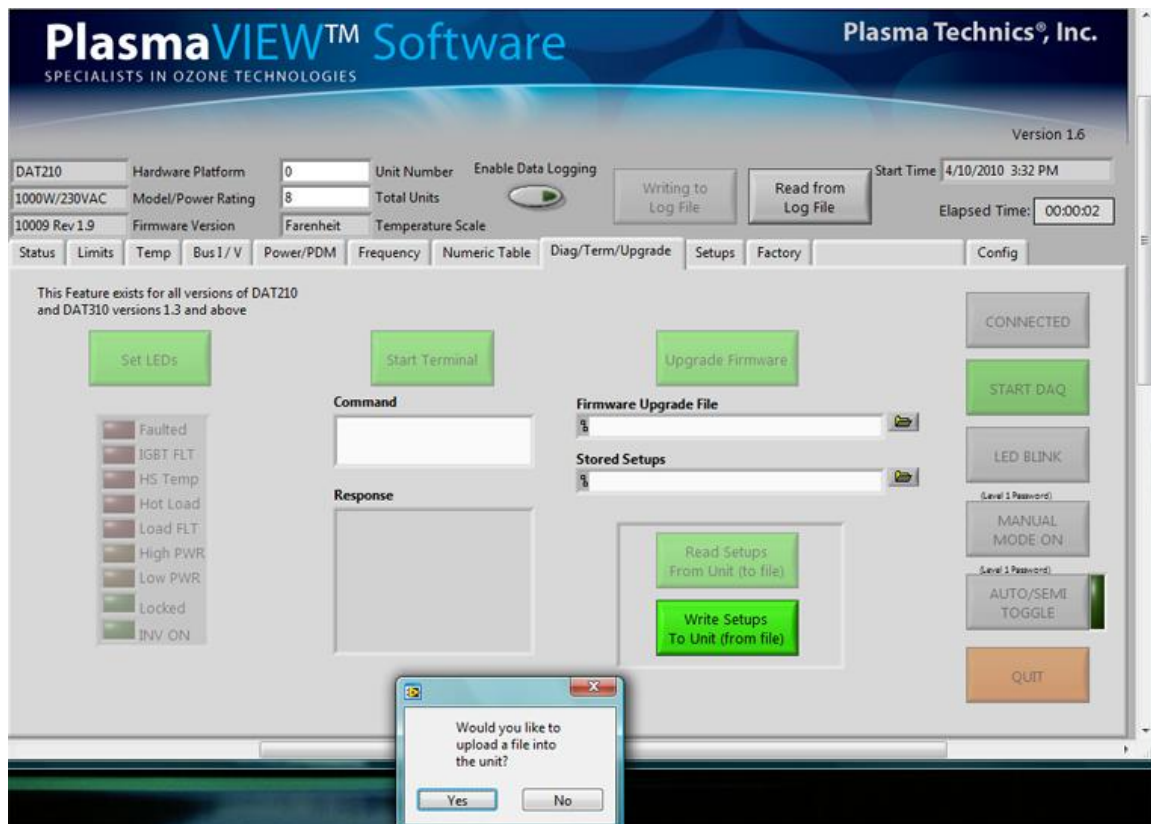 PlasmaVIEW™ Software
SPECIALISTS IN OZONE TECHNOLOGIES
Plasma Technics®, Inc.
Version 1.6
DAT210 Hardware Platform 0 Unit Number Enable Data Logging
Writing to
Log File
Read from
Log File
Start Time 4/10/2010 3:32 PM
1000W/230VAC Model/Power Rating 8 Total Units
Elapsed Time: 00:00:02
10009 Rev 1.9 Firmware Version Farenheit Temperature Scale
Status Limits Temp Bus I / V Power/PDM Frequency Numeric Table Diag/Term/Upgrade Setups Factory Config
This Feature exists for all versions of DAT210
and DAT310 versions 1.3 and above
Set LEDs
Faulted
IGBT FLT
HS Temp
Hot Load
Load FLT
High PWR
Low PWR
Locked
INV ON
Start Terminal
Command
Response
Upgrade Firmware
Firmware Upgrade File
Stored Setups
Read Setups
From Unit (to file)
Write Setups
To Unit (from file)
CONNECTED
START DAQ
LED BLINK
(Level 1 Password)
MANUAL
MODE ON
(Level 1 Password)
AUTO/SEMI
TOGGLE
QUIT
Would you like to
upload a file into
the unit?
Yes No